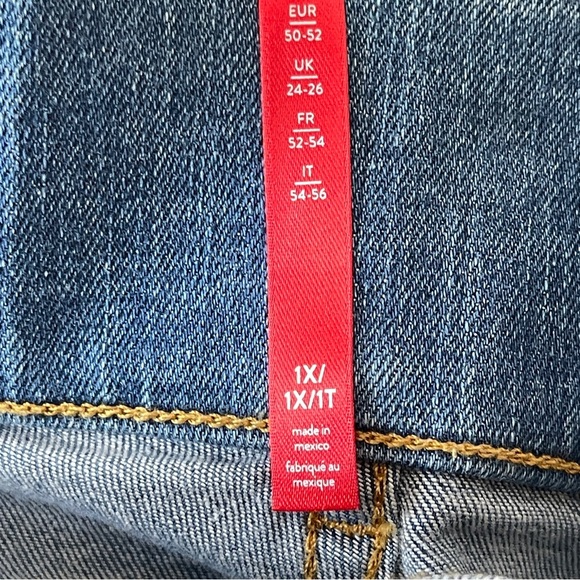 EUR
50-52
UK
24-26
FR
52-54
IT
54-56
1X/
1X/1T
made in
mexico
fabriqué au
mexique